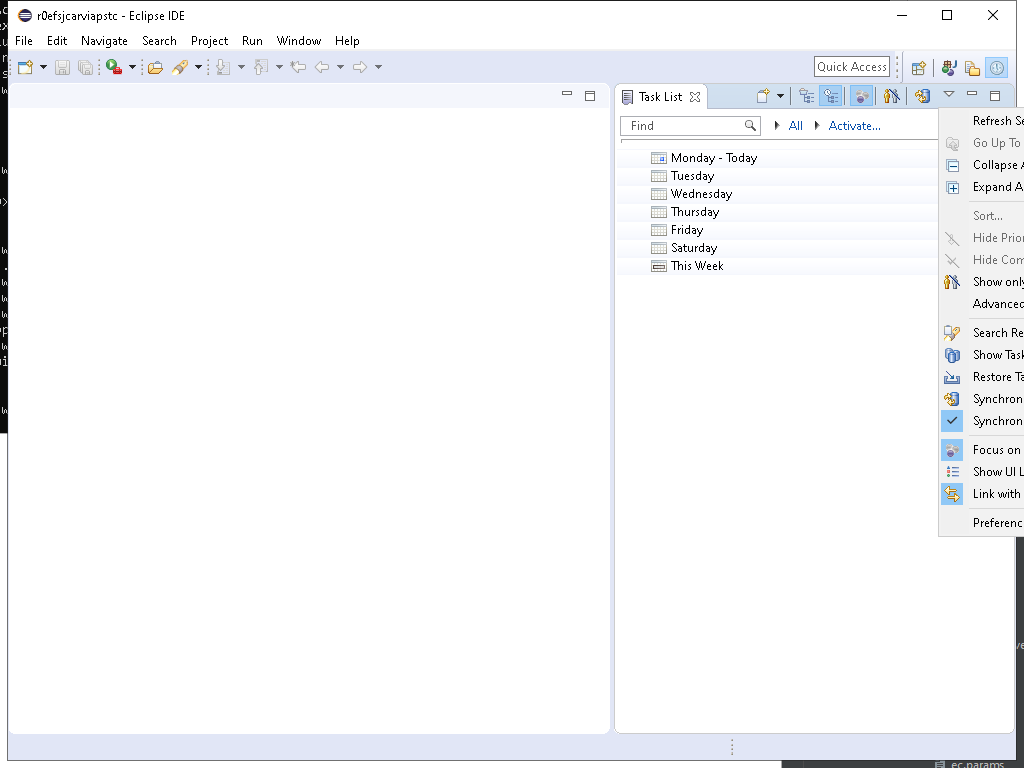 r0efsjcarviapstc - Eclipse IDE
File Edit Navigate Search Project Run Window Help
Quick Access
Task List
Find All Activate...
Monday - Today
Tuesday
Wednesday
Thursday
Friday
Saturday
This Week
Refresh Se
Go Up To
Collapse A
Expand A
Sort...
Hide Prior
Hide Com
Show only
Advanced
Search Re
Show Task
Restore Ta
Synchron
Synchron
Focus on
Show UI L
Link with
Preferenc
ec.params